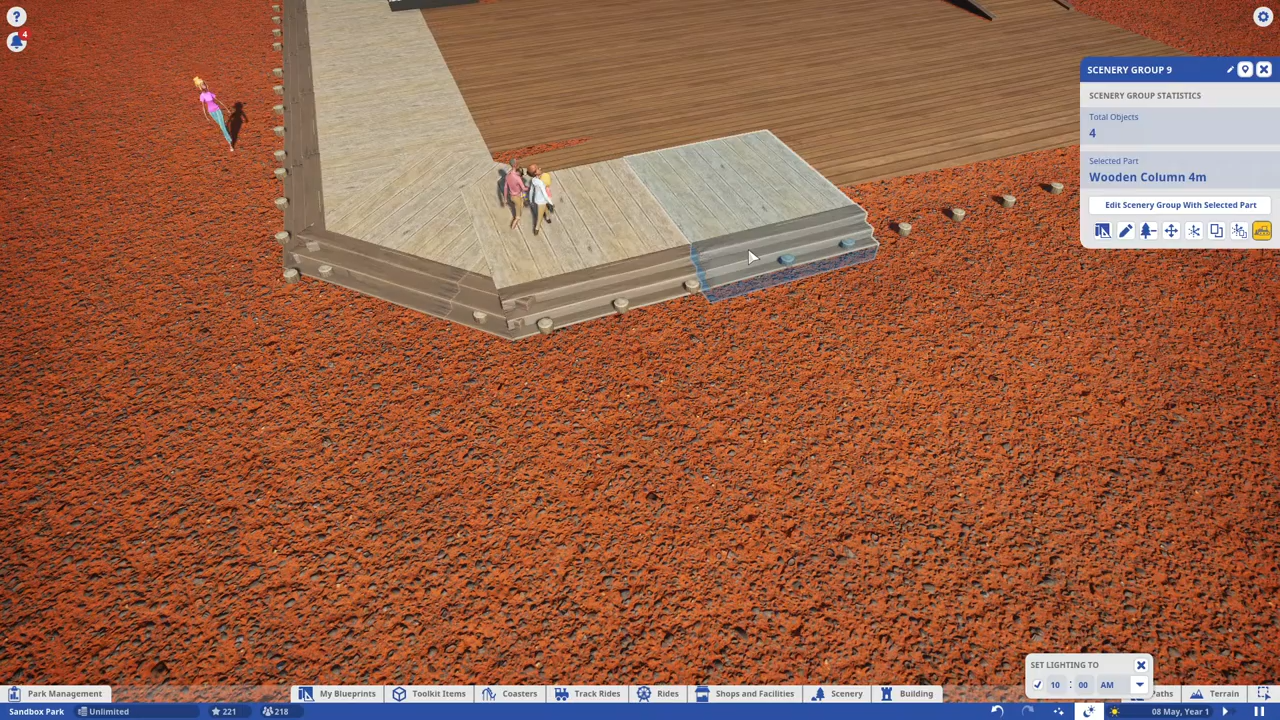 ?
4
SCENERY GROUP 9
SCENERY GROUP STATISTICS
Total Objects
4
Selected Part
Wooden Column 4m
Edit Scenery Group With Selected Part
SET LIGHTING TO
10 : 00 AM
Park Management
My Blueprints
Toolkit Items
Coasters
Track Rides
Rides
Shops and Facilities
Scenery
Building
Paths
Terrain
Sandbox Park
Unlimited
221
218
08 May, Year 1